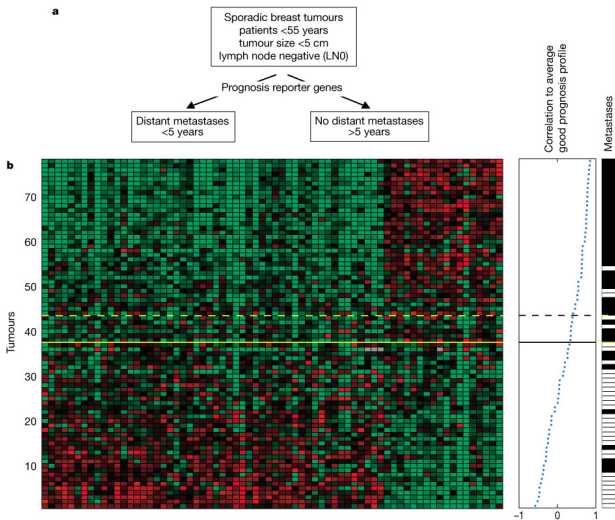 a
Sporadic breast tumours
patients <55 years
tumour size <5 cm
lymph node negative (LN0)
Prognosis reporter genes
Distant metastases
<5 years
No distant metastases
>5 years
b
Tumours
70
60
50
40
30
20
10
Correlation to average
good prognosis profile
-1
0
1
Metastases